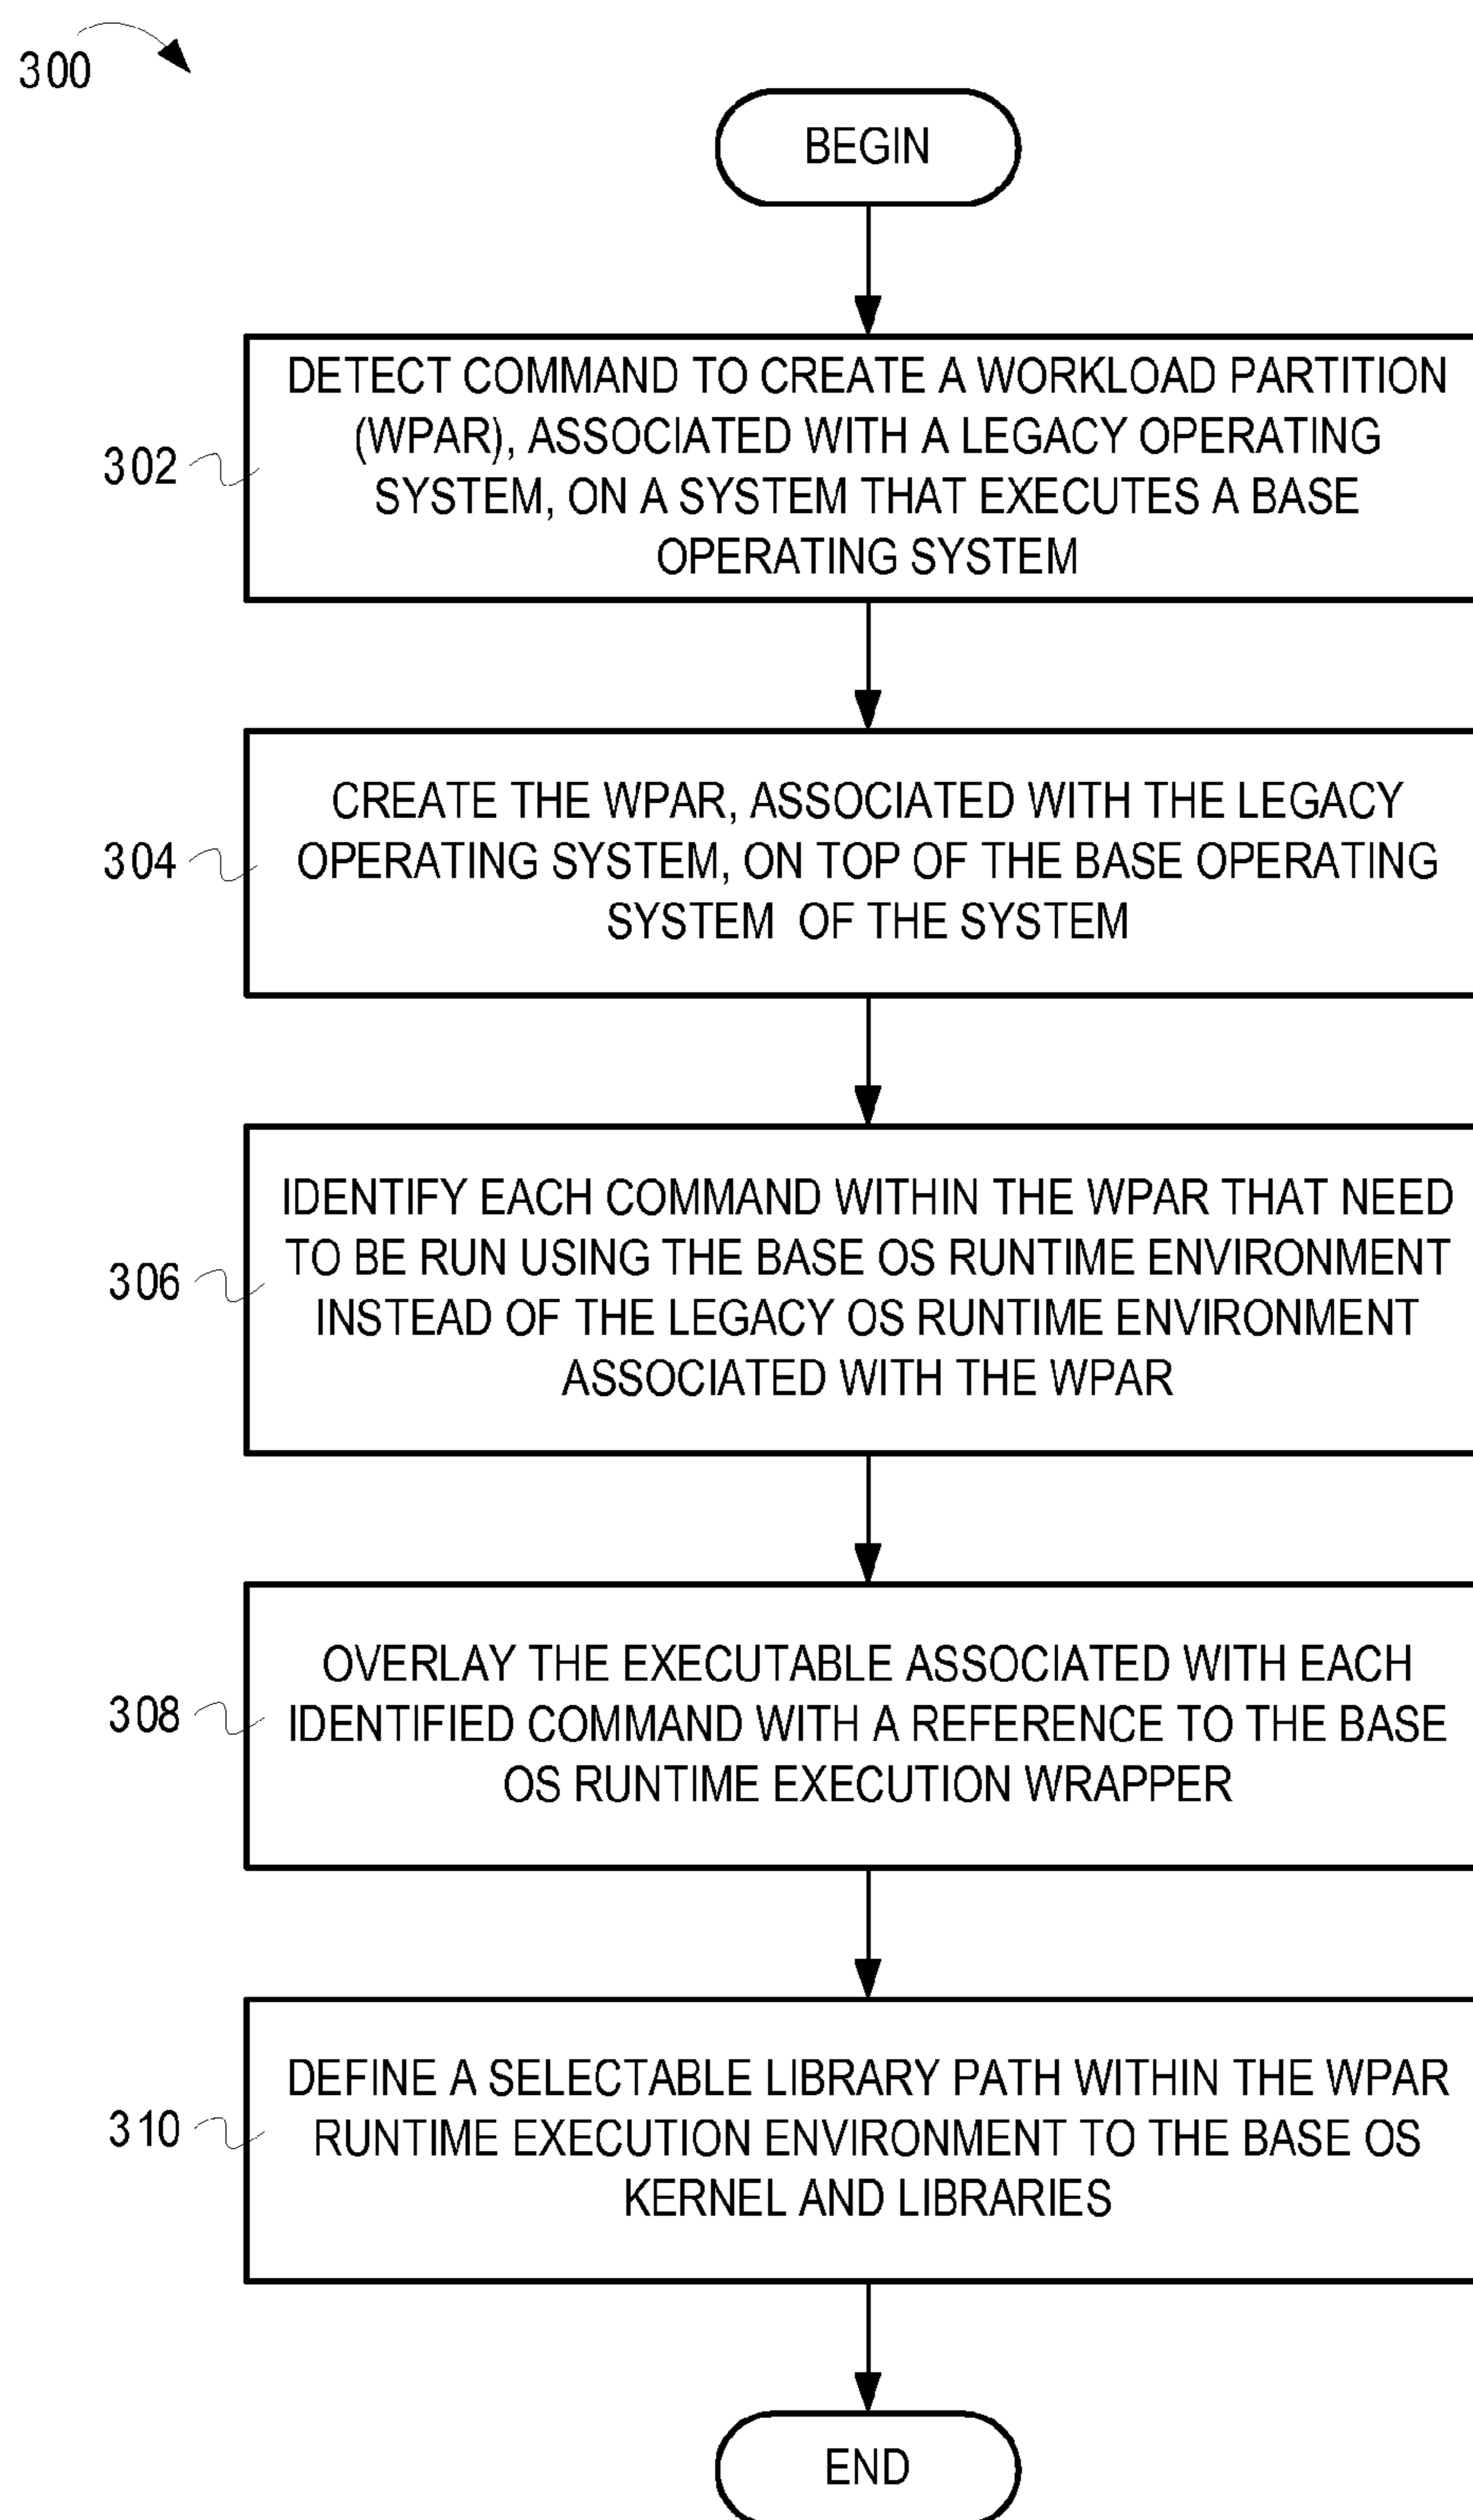 300
BEGIN
302
DETECT COMMAND TO CREATE A WORKLOAD PARTITION
(WPAR), ASSOCIATED WITH A LEGACY OPERATING
SYSTEM, ON A SYSTEM THAT EXECUTES A BASE
OPERATING SYSTEM
304
CREATE THE WPAR, ASSOCIATED WITH THE LEGACY
OPERATING SYSTEM, ON TOP OF THE BASE OPERATING
SYSTEM OF THE SYSTEM
306
IDENTIFY EACH COMMAND WITHIN THE WPAR THAT NEED
TO BE RUN USING THE BASE OS RUNTIME ENVIRONMENT
INSTEAD OF THE LEGACY OS RUNTIME ENVIRONMENT
ASSOCIATED WITH THE WPAR
308
OVERLAY THE EXECUTABLE ASSOCIATED WITH EACH
IDENTIFIED COMMAND WITH A REFERENCE TO THE BASE
OS RUNTIME EXECUTION WRAPPER
310
DEFINE A SELECTABLE LIBRARY PATH WITHIN THE WPAR
RUNTIME EXECUTION ENVIRONMENT TO THE BASE OS
KERNEL AND LIBRARIES
END